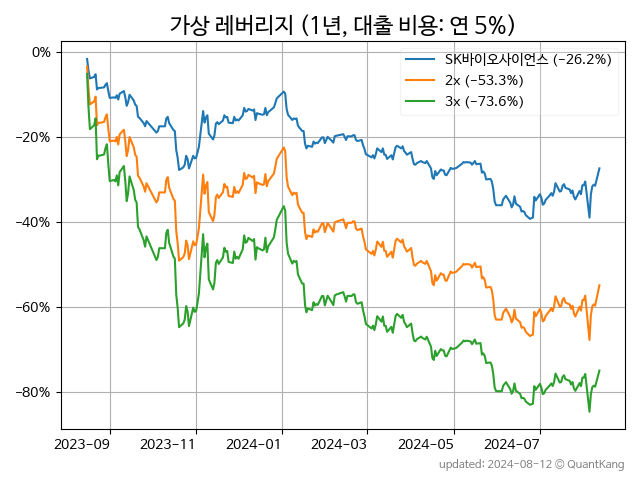 가상 레버리지 (1년, 대출 비용: 연 5%)
SK바이오사이언스 (−26.2%)
2x (−53.3%)
3x (−73.6%)
0%
−20%
−40%
−60%
−80%
2023-09 2023-11 2024-01 2024-03 2024-05 2024-07
updated: 2024-08-12 © QuantKang